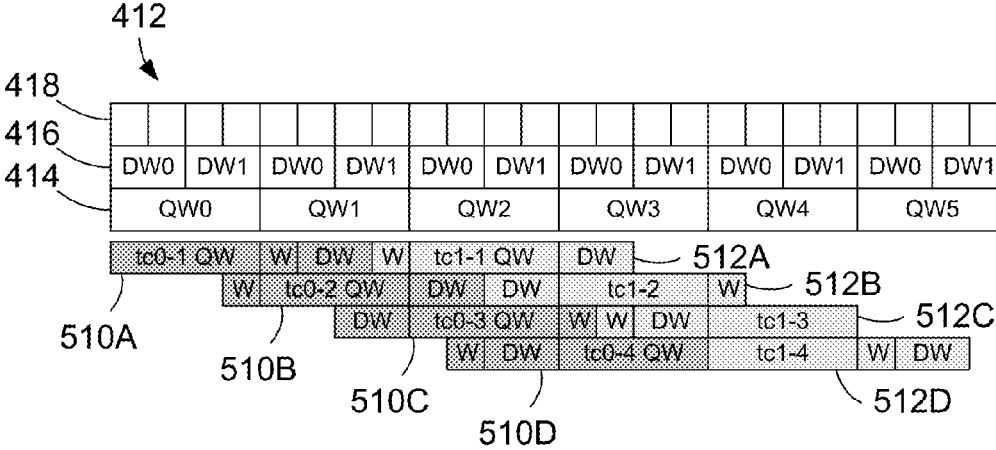 412
418
416 DW0 DW1 DW0 DW1 DW0 DW1 DW0 DW1 DW0 DW1 DW0 DW1
414 QW0 QW1 QW2 QW3 QW4 QW5
tc0-1 QW W DW W tc1-1 QW DW 512A
W tc0-2 QW DW DW tc1-2 W 512B
510A DW tc0-3 QW W W DW tc1-3 512C
510B W DW tc0-4 QW tc1-4 W DW
510C 512D
510D